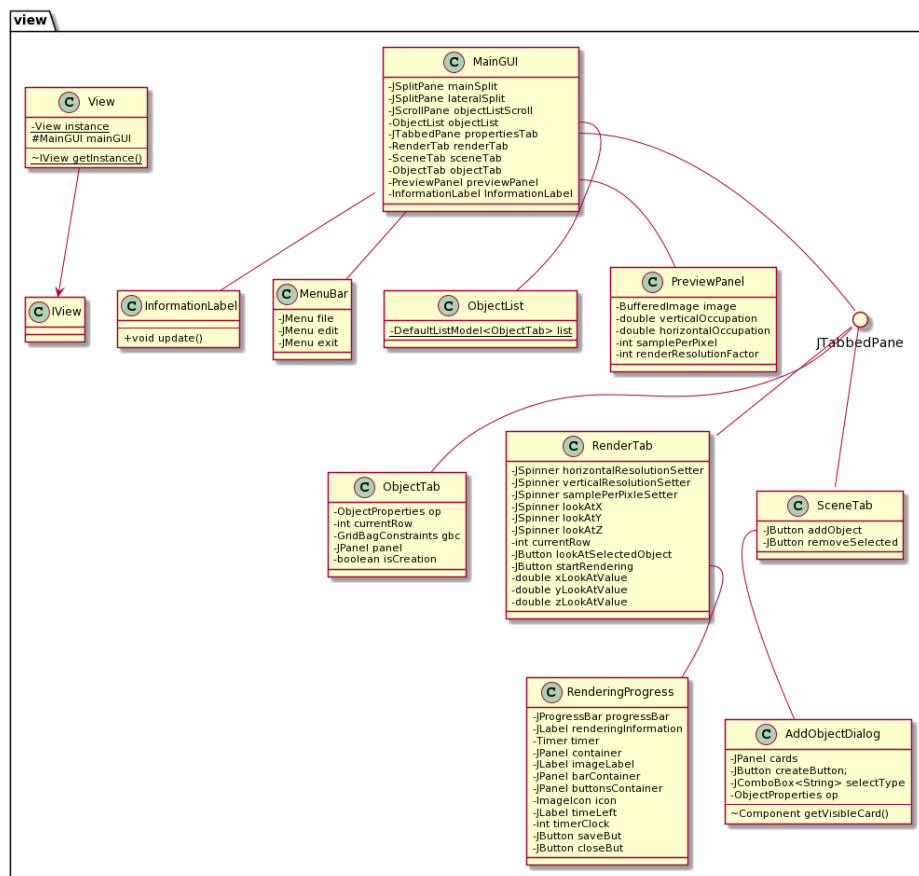 view
C MainGUI
-JSplitPane mainSplit
-JSplitPane lateralSplit
-JScrollPane objectListScroll
-ObjectList objectList
-JTabbedPane propertiesTab
-RenderTab renderTab
-SceneTab sceneTab
-ObjectTab objectTab
-PreviewPanel previewPanel
-InformationLabel InformationLabel
C View
-View instance
#MainGUI mainGUI
~IView getInstance()
C IView
C InformationLabel
+void update()
C MenuBar
-JMenu file
-JMenu edit
-JMenu exit
C ObjectList
-DefaultListModel<ObjectTab> list
C PreviewPanel
-BufferedImage image
-double verticalOccupation
-double horizontalOccupation
-int samplePerPixel
-int renderResolutionFactor
JTabbedPane
C ObjectTab
-ObjectProperties op
-int currentRow
-GridBagConstraints gbc
-JPanel panel
-boolean isCreation
C RenderTab
-JSpinner horizontalResolutionSetter
-JSpinner verticalResolutionSetter
-JSpinner samplePerPixleSetter
-JSpinner lookAtX
-JSpinner lookAtY
-JSpinner lookAtZ
-int currentRow
-JButton lookAtSelectedObject
-JButton startRendering
-double xLookAtValue
-double yLookAtValue
-double zLookAtValue
C SceneTab
-JButton addObject
-JButton removeSelected
C RenderingProgress
-JProgressBar progressBar
-JLabel renderingInformation
-Timer timer
-JPanel container
-JLabel imageLabel
-JPanel barContainer
-JPanel buttonsContainer
-ImageIcon icon
-JLabel timeLeft
-int timerClock
-JButton saveBut
-JButton closeBut
C AddObjectDialog
-JPanel cards
-JButton createButton;
-JComboBox<String> selectType
-ObjectProperties op
~Component getVisibleCard()